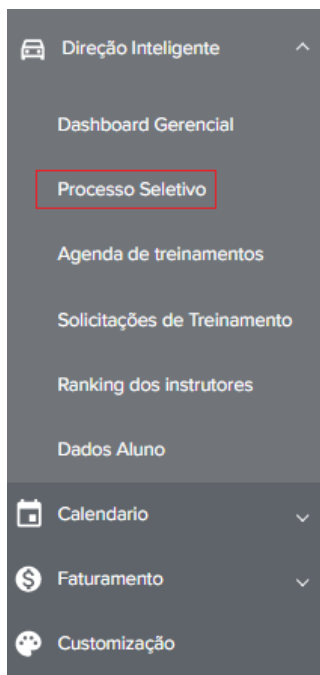 Direção Inteligente
Dashboard Gerencial
Processo Seletivo
Agenda de treinamentos
Solicitações de Treinamento
Ranking dos instrutores
Dados Aluno
Calendario
Faturamento
Customização